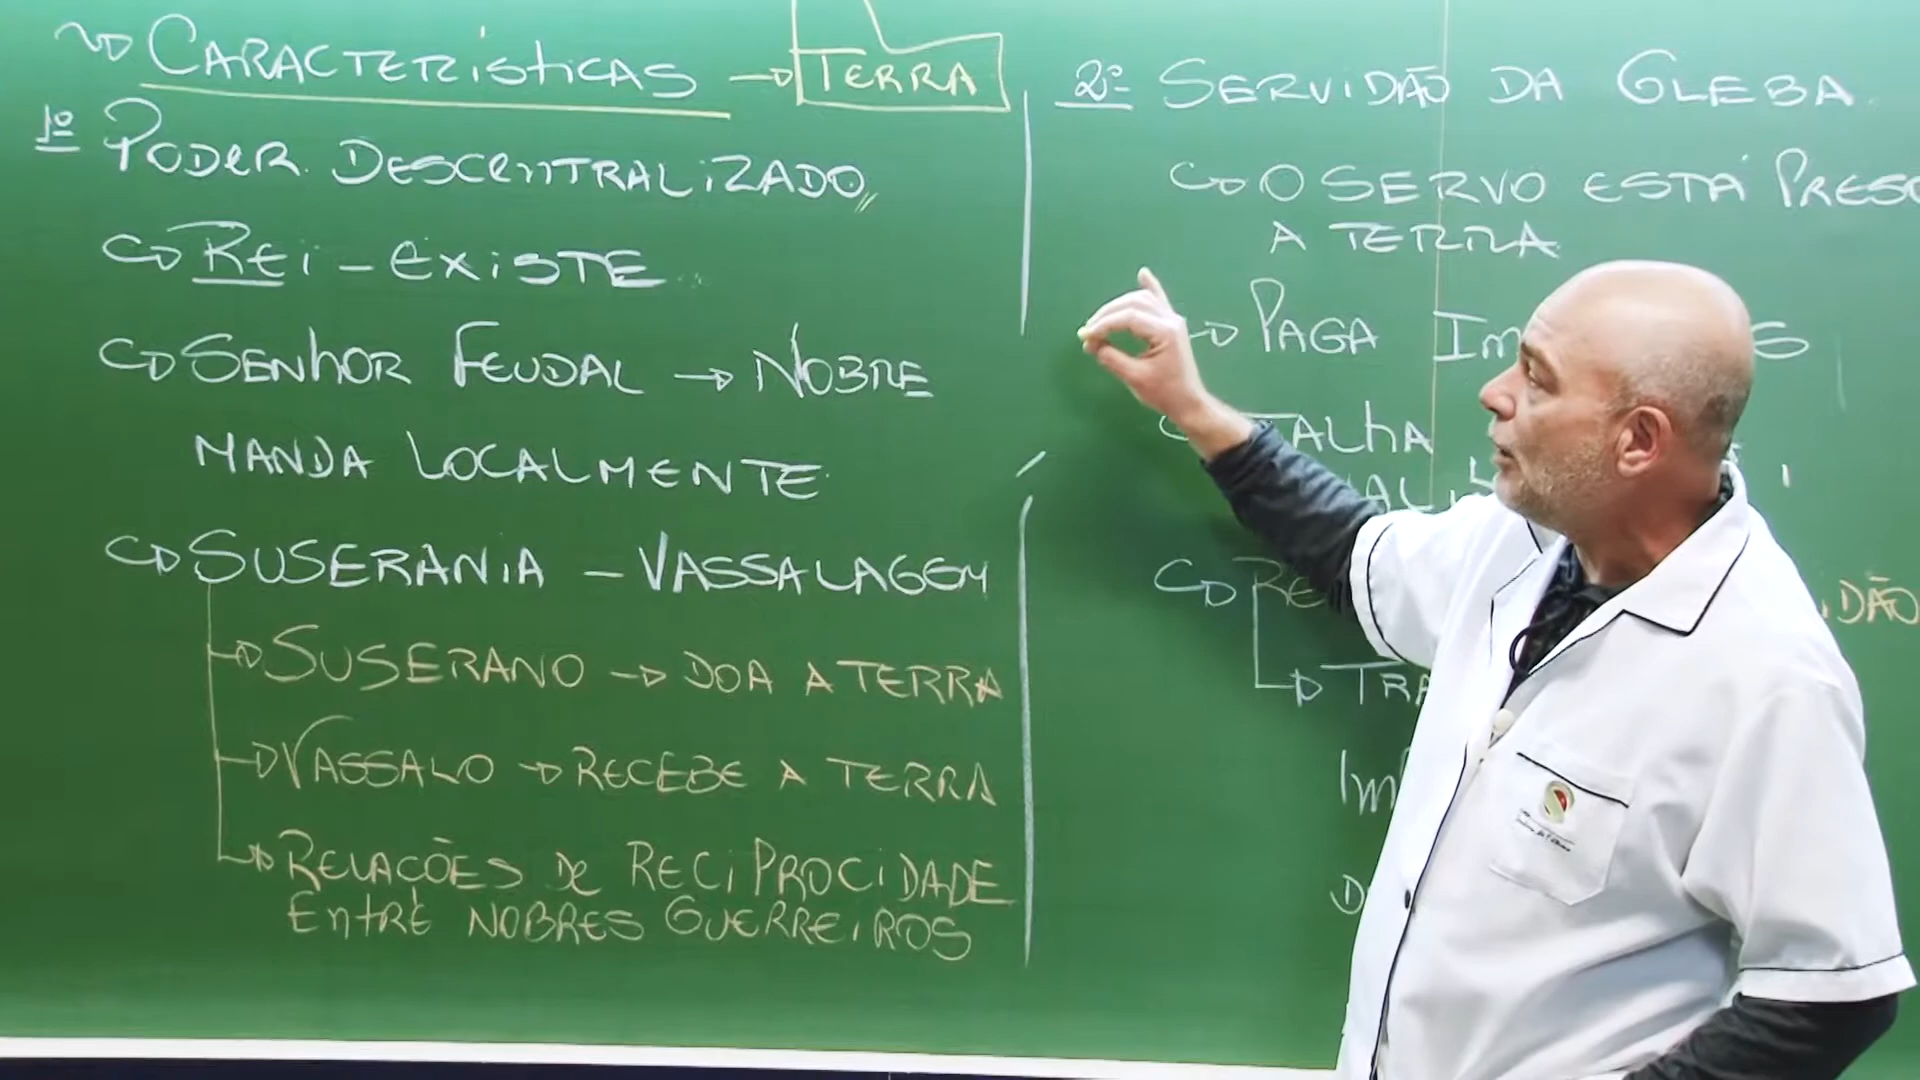 CARACTERÍSTICAS → TERRA
1º PODER DESCENTRALIZADO
REI - EXISTE
SENHOR FEUDAL → NOBRE
MANDA LOCALMENTE
SUSERANIA - VASSALAGEM
SUSERANO → DOA A TERRA
VASSALO → RECEBE A TERRA
RELAÇÕES DE RECIPROCIDADE
ENTRE NOBRES GUERREIROS
2º SERVIDÃO DA GLEBA
O SERVO ESTÁ PRESO
A TERRA
PAGA
TALHA